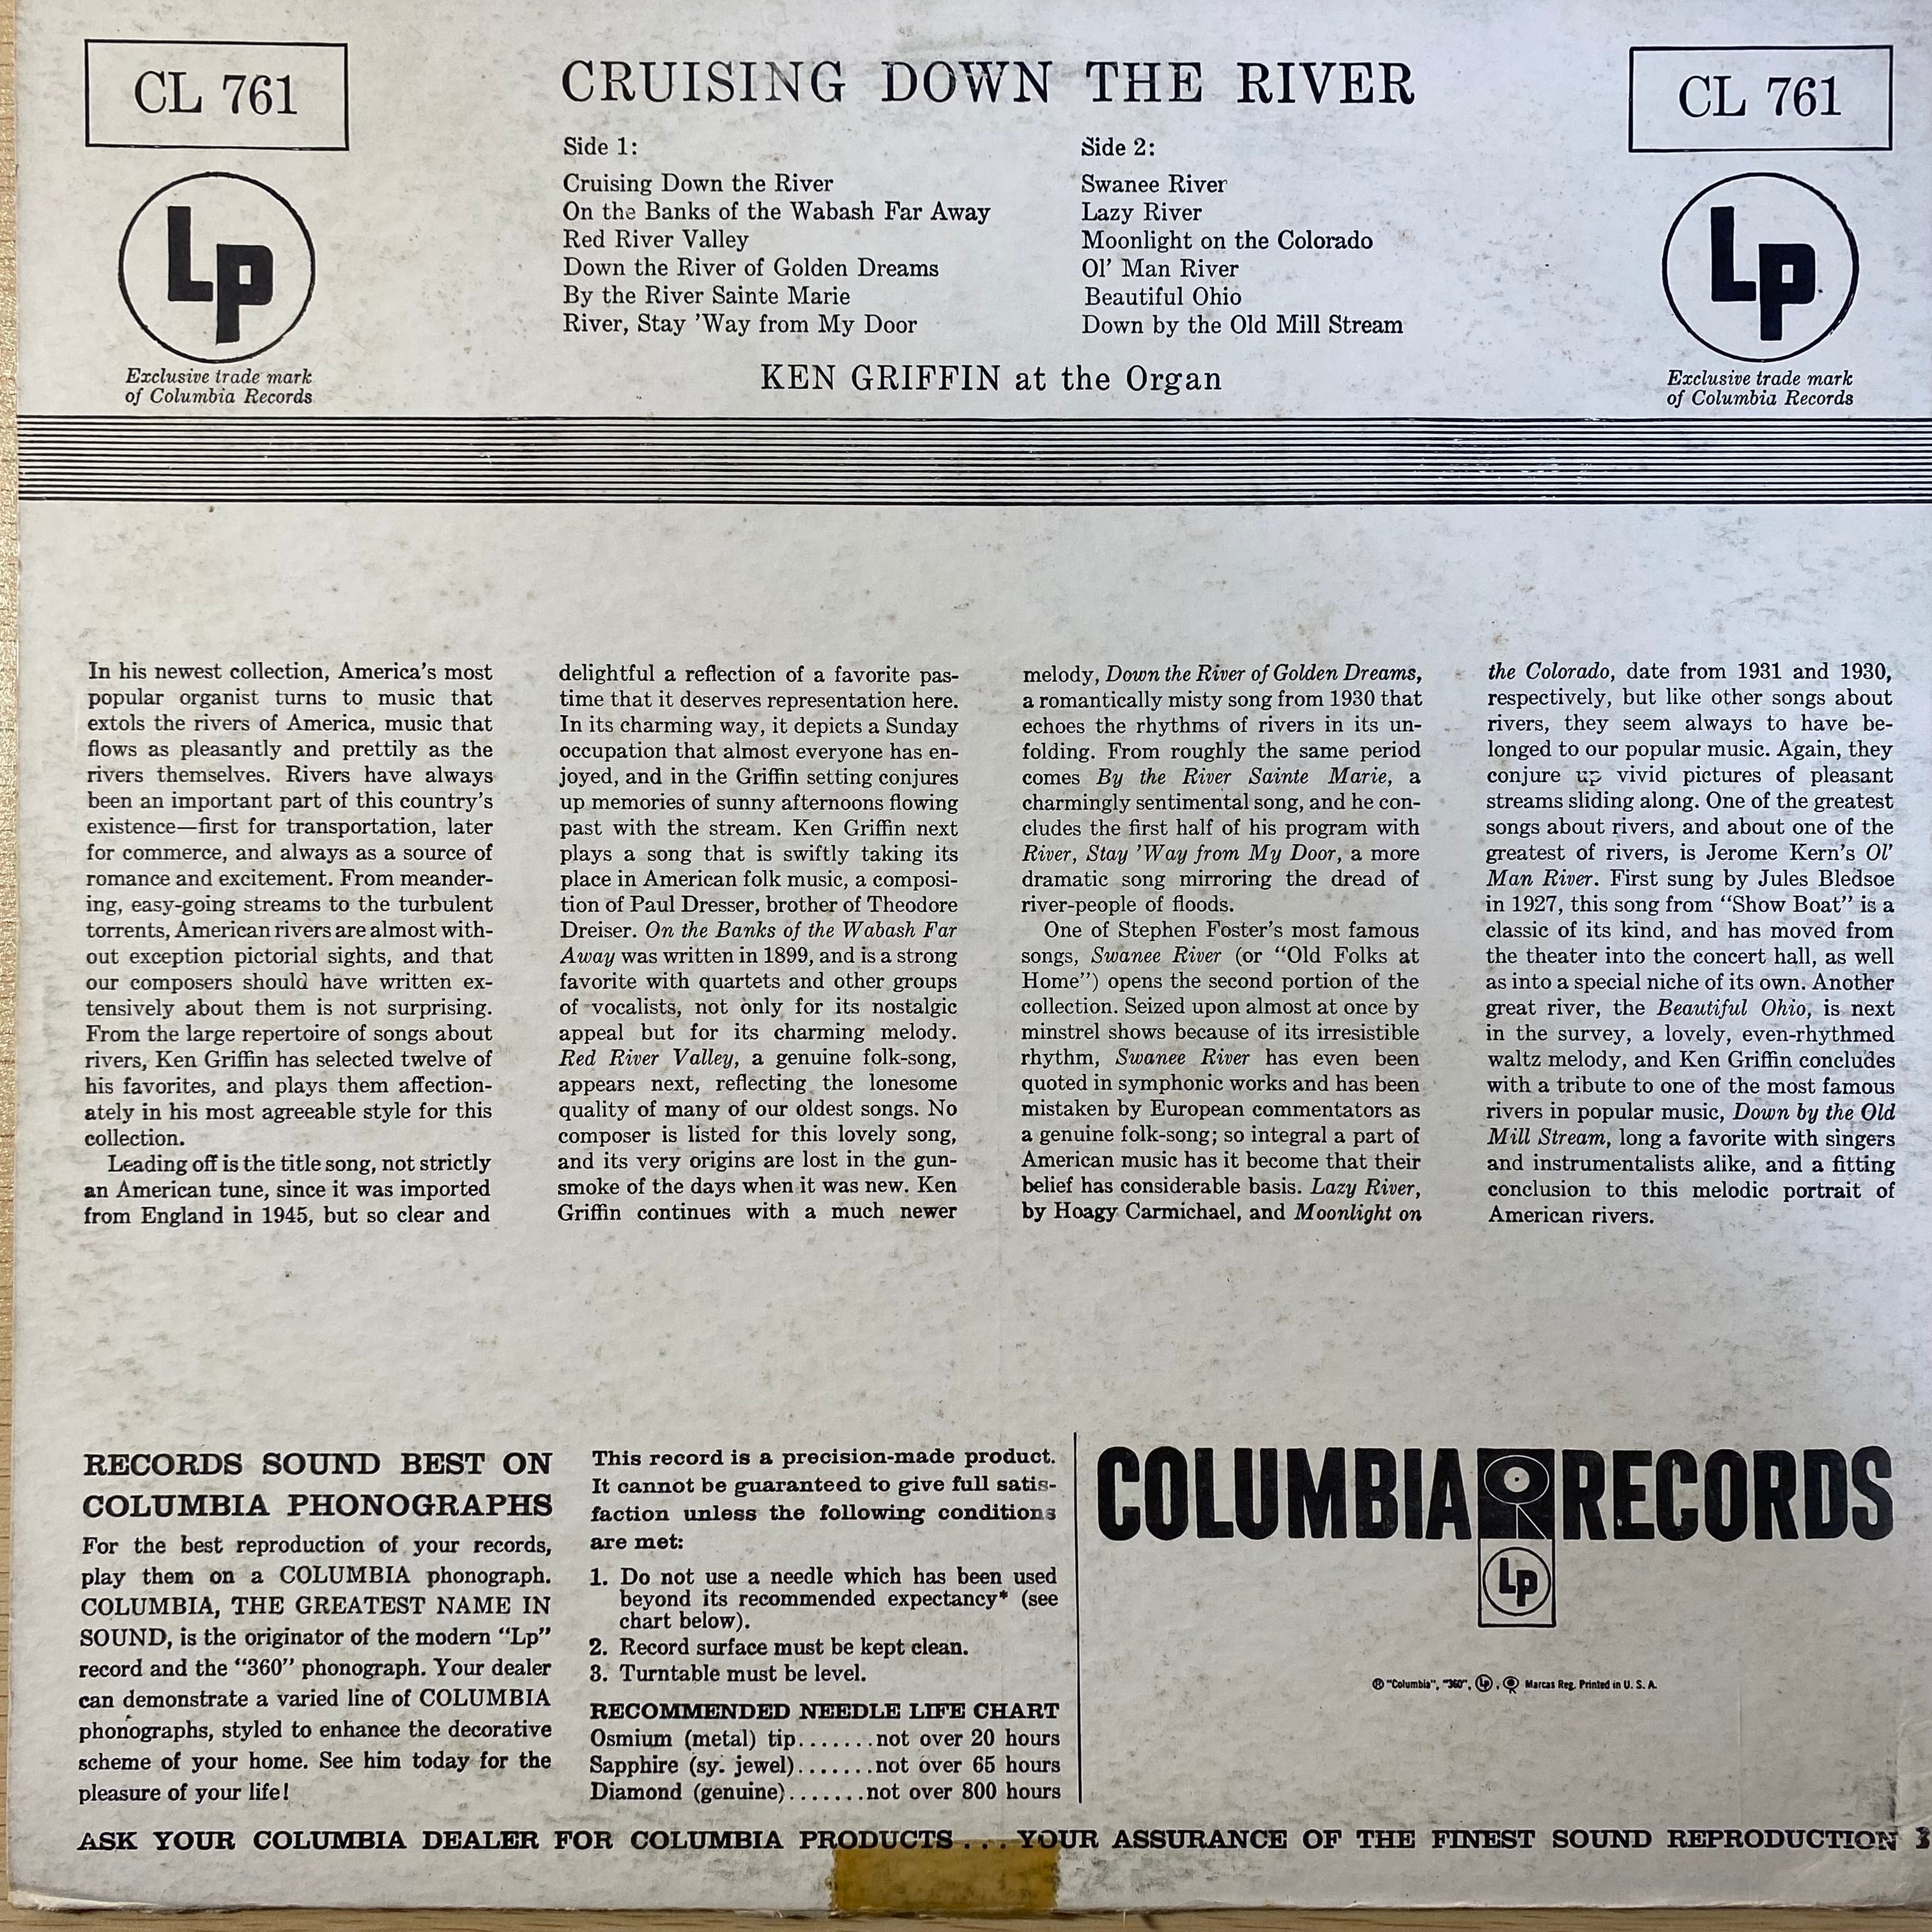 CL 761
CRUISING DOWN THE RIVER
CL 761
Side 1:
Cruising Down the River
On the Banks of the Wabash Far Away
Red River Valley
Down the River of Golden Dreams
By the River Sainte Marie
River, Stay 'Way from My Door
Side 2:
Swanee River
Lazy River
Moonlight on the Colorado
Ol' Man River
Beautiful Ohio
Down by the Old Mill Stream
Lp
Exclusive trade mark
of Columbia Records
KEN GRIFFIN at the Organ
Lp
Exclusive trade mark
of Columbia Records
In his newest collection, America's most
popular organist turns to music that
extols the rivers of America, music that
flows as pleasantly and prettily as the
rivers themselves. Rivers have always
been an important part of this country's
existence—first for transportation, later
for commerce, and always as a source of
romance and excitement. From meander-
ing, easy-going streams to the turbulent
torrents, American rivers are almost with-
out exception pictorial sights, and that
our composers should have written ex-
tensively about them is not surprising.
From the large repertoire of songs about
rivers, Ken Griffin has selected twelve of
his favorites, and plays them affection-
ately in his most agreeable style for this
collection.
Leading off is the title song, not strictly
an American tune, since it was imported
from England in 1945, but so clear and
delightful a reflection of a favorite pas-
time that it deserves representation here.
In its charming way, it depicts a Sunday
occupation that almost everyone has en-
joyed, and in the Griffin setting conjures
up memories of sunny afternoons flowing
past with the stream. Ken Griffin next
plays a song that is swiftly taking its
place in American folk music, a composi-
tion of Paul Dresser, brother of Theodore
Dreiser. On the Banks of the Wabash Far
Away was written in 1899, and is a strong
favorite with quartets and other groups
of vocalists, not only for its nostalgic
appeal but for its charming melody.
Red River Valley, a genuine folk-song,
appears next, reflecting the lonesome
quality of many of our oldest songs. No
composer is listed for this lovely song,
and its very origins are lost in the gun-
smoke of the days when it was new. Ken
Griffin continues with a much newer
melody, Down the River of Golden Dreams,
a romantically misty song from 1930 that
echoes the rhythms of rivers in its un-
folding. From roughly the same period
comes By the River Sainte Marie, a
charmingly sentimental song, and he con-
cludes the first half of his program with
River, Stay 'Way from My Door, a more
dramatic song mirroring the dread of
river-people of floods.
One of Stephen Foster's most famous
songs, Swanee River (or "Old Folks at
Home") opens the second portion of the
collection. Seized upon almost at once by
minstrel shows because of its irresistible
rhythm, Swanee River has even been
quoted in symphonic works and has been
mistaken by European commentators as
a genuine folk-song; so integral a part of
American music has it become that their
belief has considerable basis. Lazy River,
by Hoagy Carmichael, and Moonlight on
the Colorado, date from 1931 and 1930,
respectively, but like other songs about
rivers, they seem always to have be-
longed to our popular music. Again, they
conjure up vivid pictures of pleasant
streams sliding along. One of the greatest
songs about rivers, and about one of the
greatest of rivers, is Jerome Kern's Ol'
Man River. First sung by Jules Bledsoe
in 1927, this song from "Show Boat" is a
classic of its kind, and has moved from
the theater into the concert hall, as well
as into a special niche of its own. Another
great river, the Beautiful Ohio, is next
in the survey, a lovely, even-rhythmed
waltz melody, and Ken Griffin concludes
with a tribute to one of the most famous
rivers in popular music, Down by the Old
Mill Stream, long a favorite with singers
and instrumentalists alike, and a fitting
conclusion to this melodic portrait of
American rivers.
RECORDS SOUND BEST ON
COLUMBIA PHONOGRAPHS
For the best reproduction of your records,
play them on a COLUMBIA phonograph.
COLUMBIA, THE GREATEST NAME IN
SOUND, is the originator of the modern "Lp"
record and the "360" phonograph. Your dealer
can demonstrate a varied line of COLUMBIA
phonographs, styled to enhance the decorative
scheme of your home. See him today for the
pleasure of your life!
This record is a precision-made product.
It cannot be guaranteed to give full satis-
faction unless the following conditions
are met:
1. Do not use a needle which has been used
beyond its recommended expectancy* (see
chart below).
2. Record surface must be kept clean.
3. Turntable must be level.
RECOMMENDED NEEDLE LIFE CHART
Osmium (metal) tip.......not over 20 hours
Sapphire (sy. jewel).......not over 65 hours
Diamond (genuine).......not over 800 hours
COLUMBIA RECORDS
Lp
® "Columbia", "360", Lp, Marcas Reg. Printed in U. S. A.
ASK YOUR COLUMBIA DEALER FOR COLUMBIA PRODUCTS . . . YOUR ASSURANCE OF THE FINEST SOUND REPRODUCTION